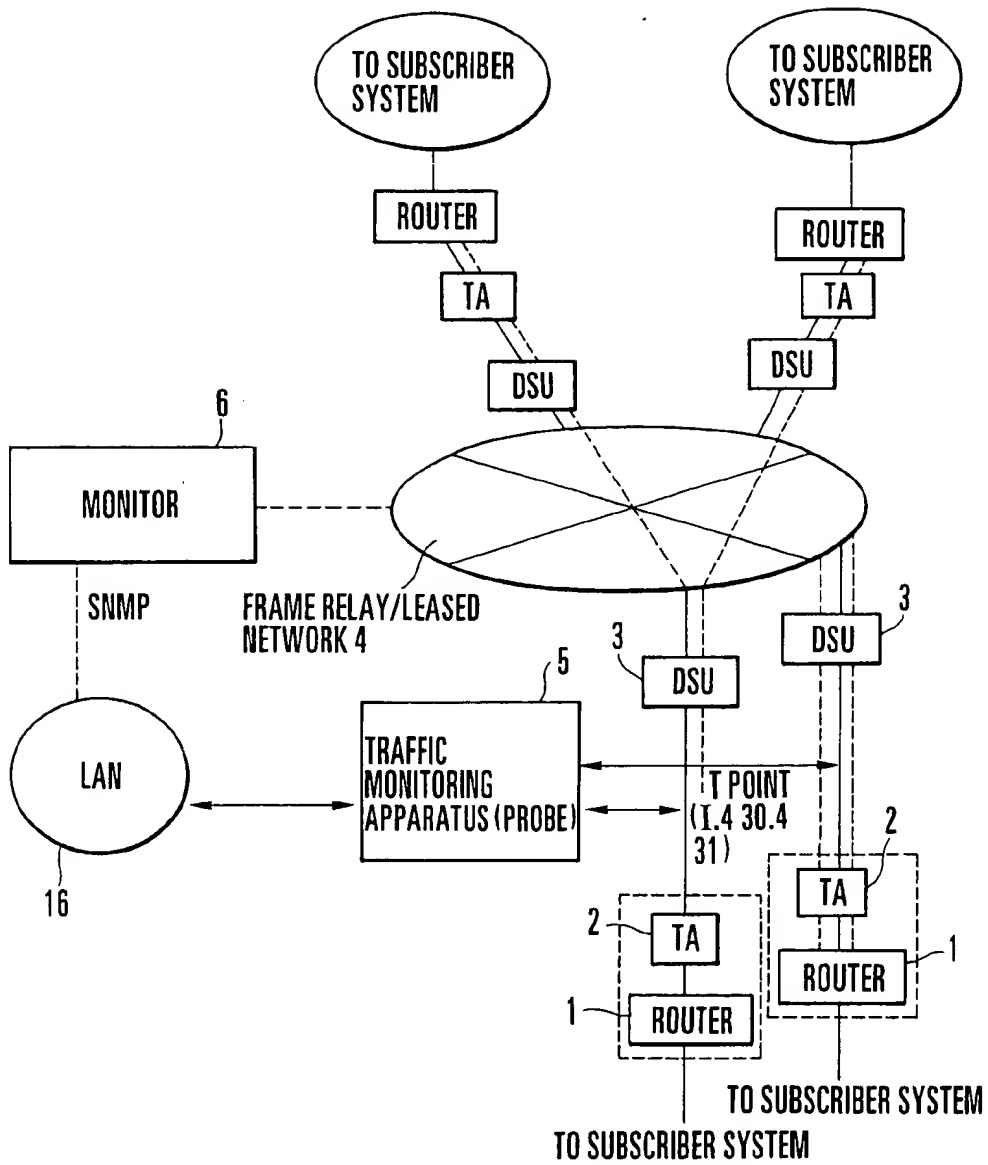 TO SUBSCRIBER
SYSTEM
TO SUBSCRIBER
SYSTEM
ROUTER
ROUTER
TA
TA
DSU
DSU
6
MONITOR
SNMP
FRAME RELAY/LEASED
NETWORK 4
3
DSU
3
DSU
5
LAN
TRAFFIC
MONITORING
APPARATUS (PROBE)
T POINT
(I.4 30.4
31)
16
2
TA
2
TA
1
ROUTER
1
ROUTER
TO SUBSCRIBER SYSTEM
TO SUBSCRIBER SYSTEM